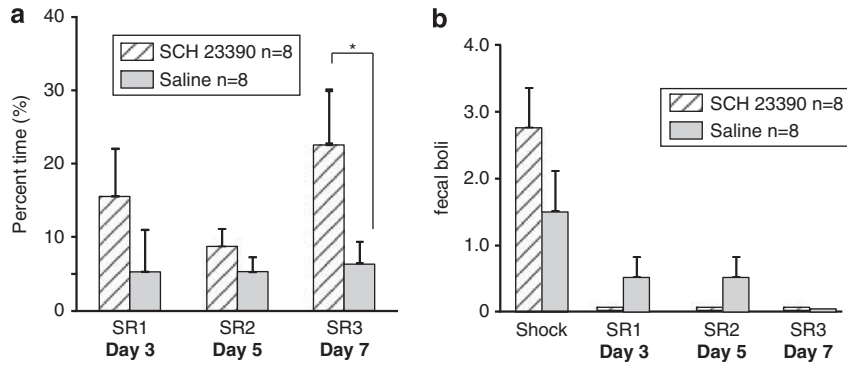 a
40
30
20
10
0
Percent time (%)
SCH 23390 n=8
Saline n=8
*
SR1
Day 3
SR2
Day 5
SR3
Day 7
b
4.0
3.0
2.0
1.0
0
fecal boli
SCH 23390 n=8
Saline n=8
Shock
SR1
Day 3
SR2
Day 5
SR3
Day 7